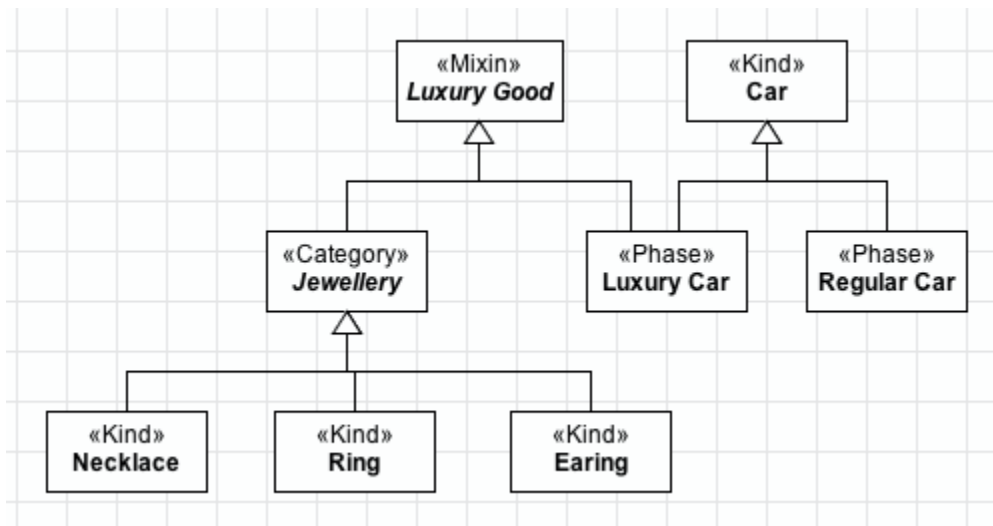 «Mixin»
Luxury Good
«Kind»
Car
«Category»
Jewellery
«Phase»
Luxury Car
«Phase»
Regular Car
«Kind»
Necklace
«Kind»
Ring
«Kind»
Earing